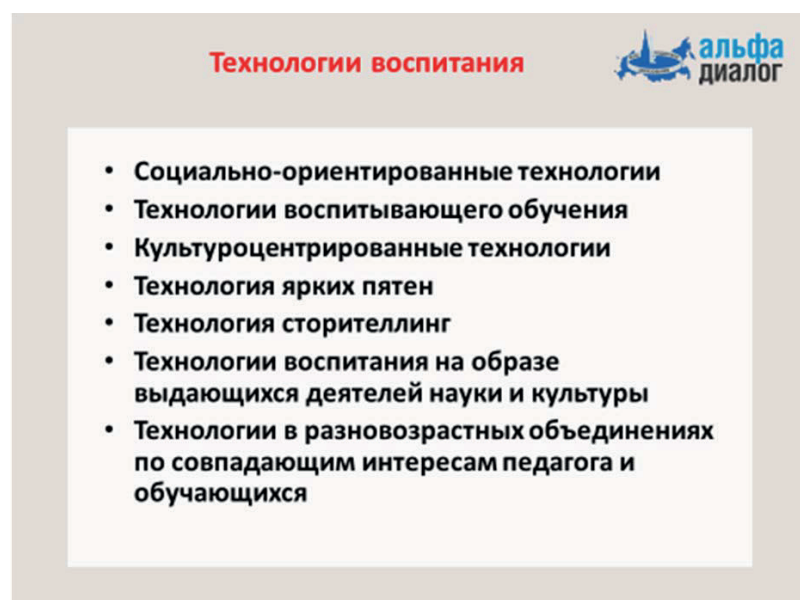 Технологии воспитания
альфа
диалог
• Социально-ориентированные технологии
• Технологии воспитывающего обучения
• Культуроцентрированные технологии
• Технология ярких пятен
• Технология сторителлинг
• Технологии воспитания на образе
выдающихся деятелей науки и культуры
• Технологии в разновозрастных объединениях
по совпадающим интересам педагога и
обучающихся